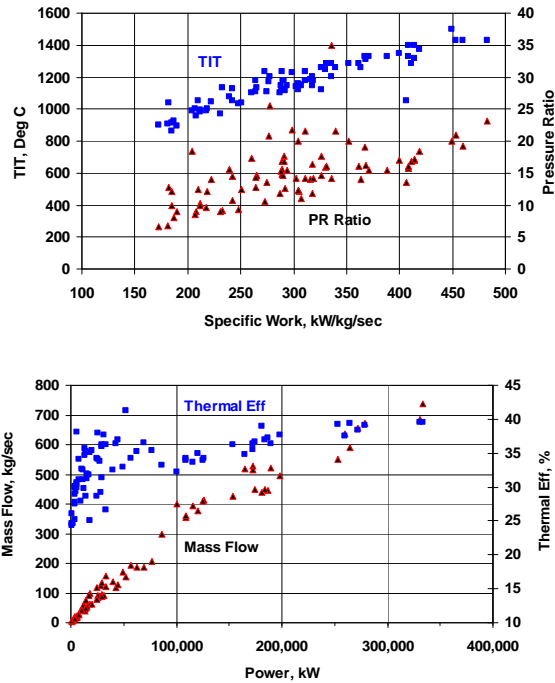 1600 40
1400 35
1200 30
1000 25
800 20
600 15
400 10
200 5
0 0
TIT, Deg C
Pressure Ratio
TIT
PR Ratio
100 150 200 250 300 350 400 450 500
Specific Work, kW/kg/sec
800 45
700 40
600 35
500 30
400 25
300 20
200 15
100
0 10
Mass Flow, kg/sec
Thermal Eff, %
Thermal Eff
Mass Flow
0 100,000 200,000 300,000 400,000
Power, kW